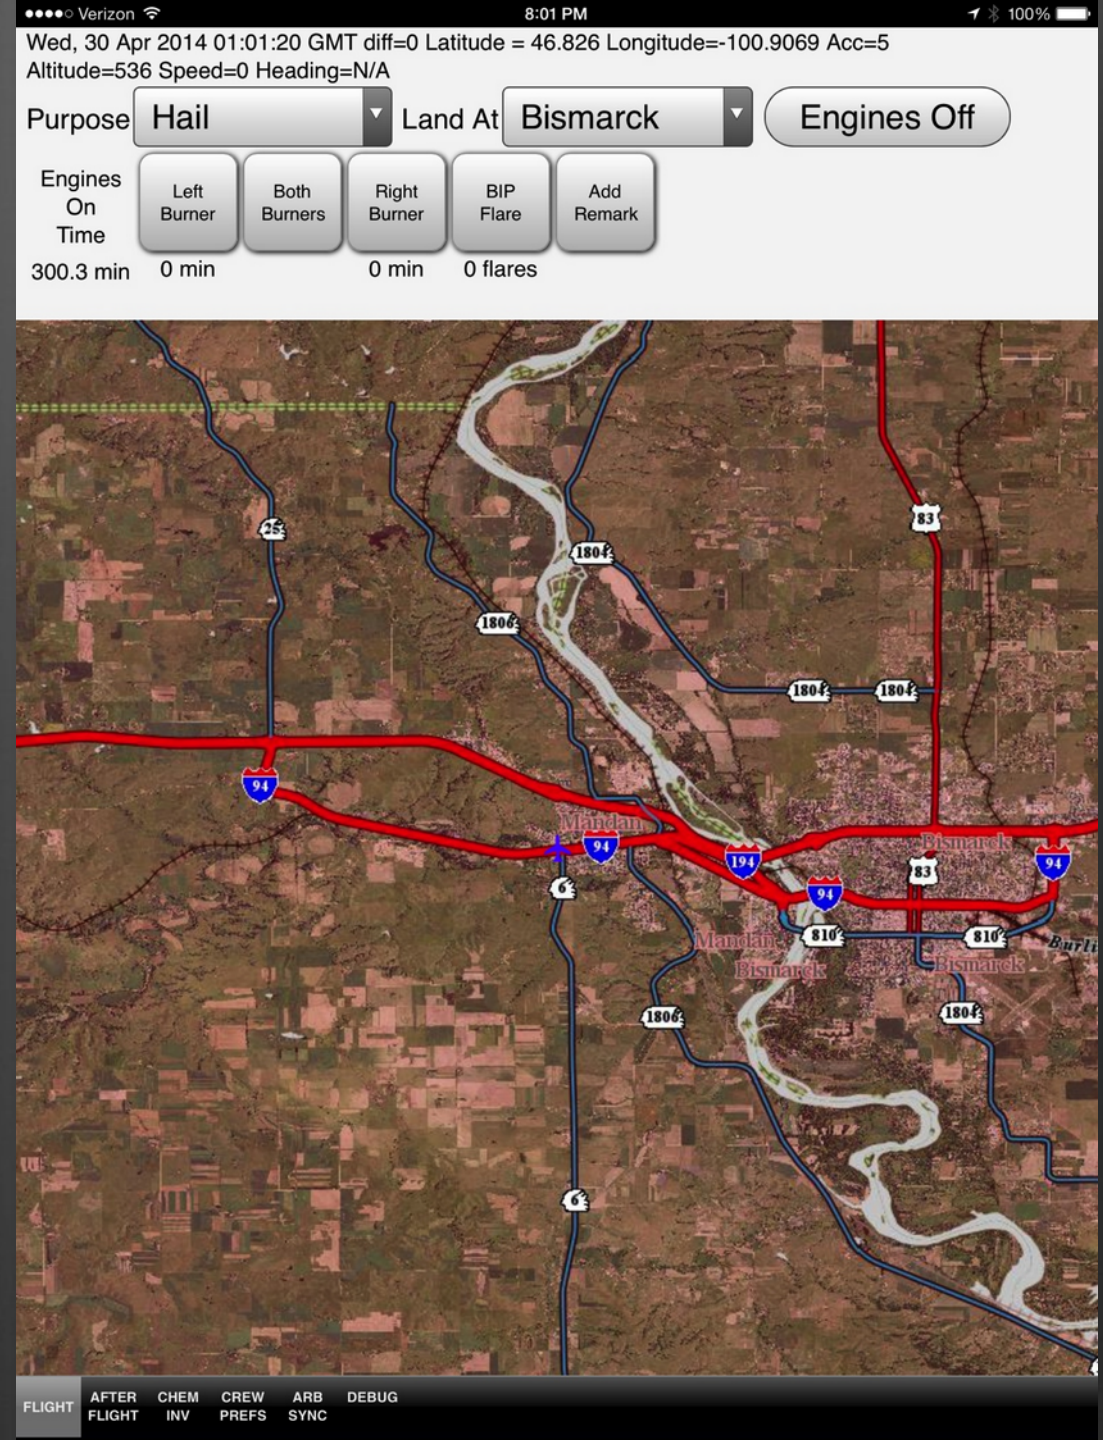 Verizon 8:01 PM 100%
Wed, 30 Apr 2014 01:01:20 GMT diff=0 Latitude = 46.826 Longitude=-100.9069 Acc=5
Altitude=536 Speed=0 Heading=N/A
Purpose Hail Land At Bismarck Engines Off
Engines On Time
Left Burner
Both Burners
Right Burner
BIP Flare
Add Remark
300.3 min 0 min 0 min 0 flares
83
25
1804
1806
1804 1804
94
Mandan
94
194
Bismarck
83
94
94
6
Mandan
810
810
Burli
Bismarck
Bismarck
1806
1804
6
FLIGHT
AFTER FLIGHT
CHEM INV
CREW PREFS
ARB SYNC
DEBUG